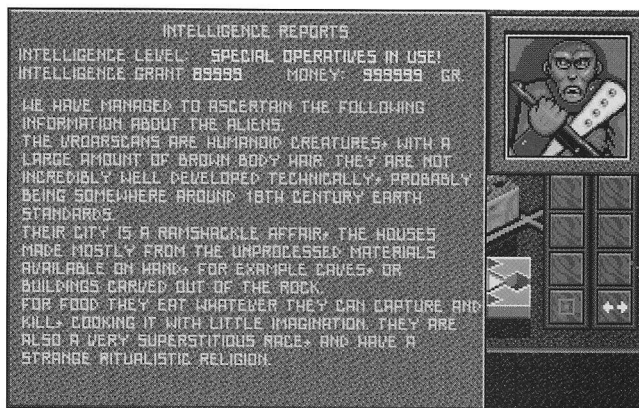 INTELLIGENCE REPORTS
INTELLIGENCE LEVEL: SPECIAL OPERATIVES IN USE!
INTELLIGENCE GRANT 89999 MONEY: 999999 GR.
WE HAVE MANAGED TO ASCERTAIN THE FOLLOWING
INFORMATION ABOUT THE ALIENS.
THE VROARSCANS ARE HUMANOID CREATURES, WITH A
LARGE AMOUNT OF BROWN BODY HAIR. THEY ARE NOT
INCREDIBLY WELL DEVELOPED TECHNICALLY, PROBABLY
BEING SOMEWHERE AROUND 18TH CENTURY EARTH
STANDARDS.
THEIR CITY IS A RAMSHACKLE AFFAIR, THE HOUSES
MADE MOSTLY FROM THE UNPROCESSED MATERIALS
AVAILABLE ON HAND, FOR EXAMPLE CAVES, OR
BUILDINGS CARVED OUT OF THE ROCK.
FOR FOOD THEY EAT WHATEVER THEY CAN CAPTURE AND
KILL, COOKING IT WITH LITTLE IMAGINATION. THEY ARE
ALSO A VERY SUPERSTITIOUS RACE, AND HAVE A
STRANGE RITUALISTIC RELIGION.